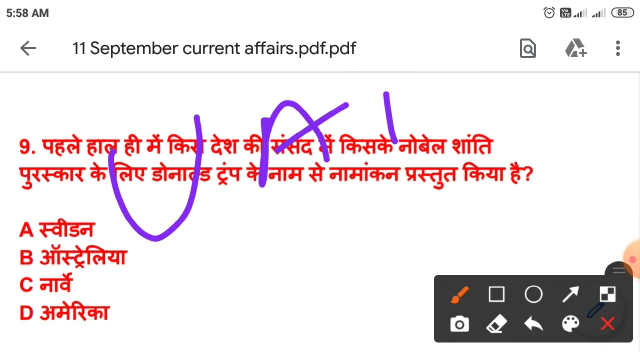 5:58 AM 85
11 September current affairs.pdf.pdf
UAI
9. पहले हाल ही में किस देश की संसद में किसके नोबेल शांति
पुरस्कार के लिए डोनाल्ड ट्रंप के नाम से नामांकन प्रस्तुत किया है?
A स्वीडन
B ऑस्ट्रेलिया
C नार्वे
D अमेरिका